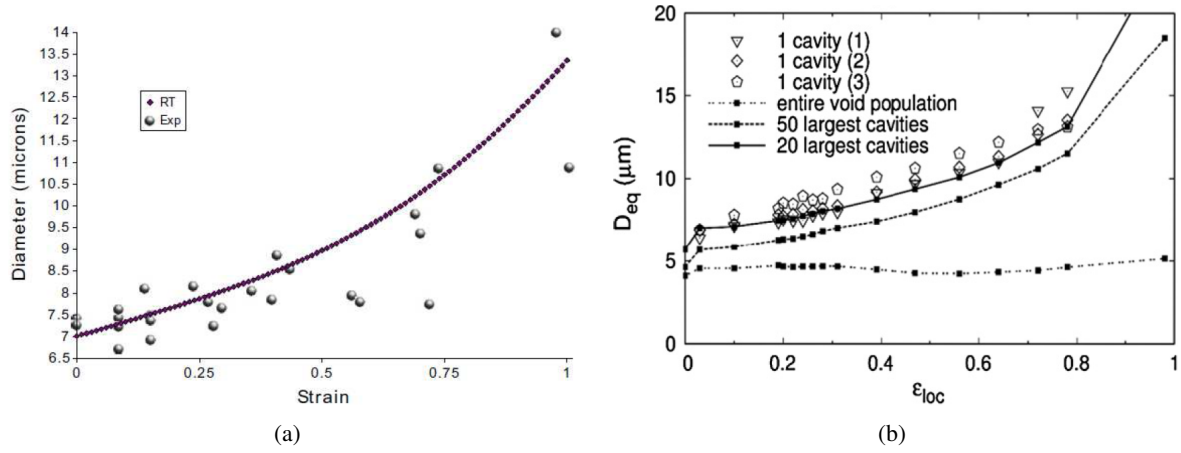 14
13.5
13
12.5
12
11.5
11
10.5
10
9.5
9
8.5
8
7.5
7
6.5
Diameter (microns)
RT
Exp
0
0.25
0.5
0.75
1
Strain
(a)
20
15
10
5
0
D_eq (μm)
1 cavity (1)
1 cavity (2)
1 cavity (3)
entire void population
50 largest cavities
20 largest cavities
0
0.2
0.4
0.6
0.8
1
ε_loc
(b)